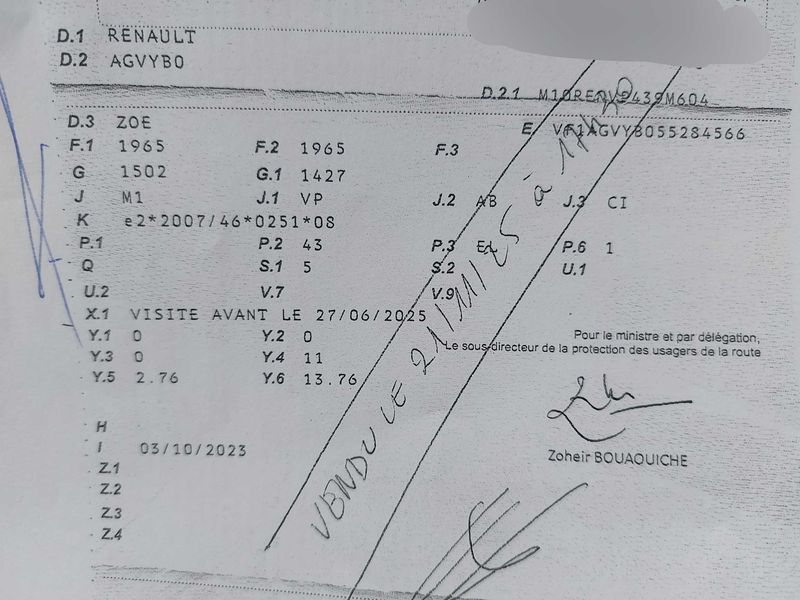 D.1 RENAULT
D.2 AGVYB0
D.2.1 M10RENVP439M604
D.3 ZOE
E VF1AGVYB055284566
F.1 1965 F.2 1965 F.3
G 1502 G.1 1427
J M1 J.1 VP J.2 AB J.3 CI
K e2*2007/46*0251*08
P.1 P.2 43 P.3 EL P.6 1
Q S.1 5 S.2 U.1
U.2 V.7 V.9
X.1 VISITE AVANT LE 27/06/2025
Y.1 0 Y.2 0
Y.3 0 Y.4 11
Y.5 2.76 Y.6 13.76
Pour le ministre et par délégation,
Le sous-directeur de la protection des usagers de la route
Zoheir BOUAOUICHE
H
I 03/10/2023
Z.1
Z.2
Z.3
Z.4
VENDU LE 21/11/25 à